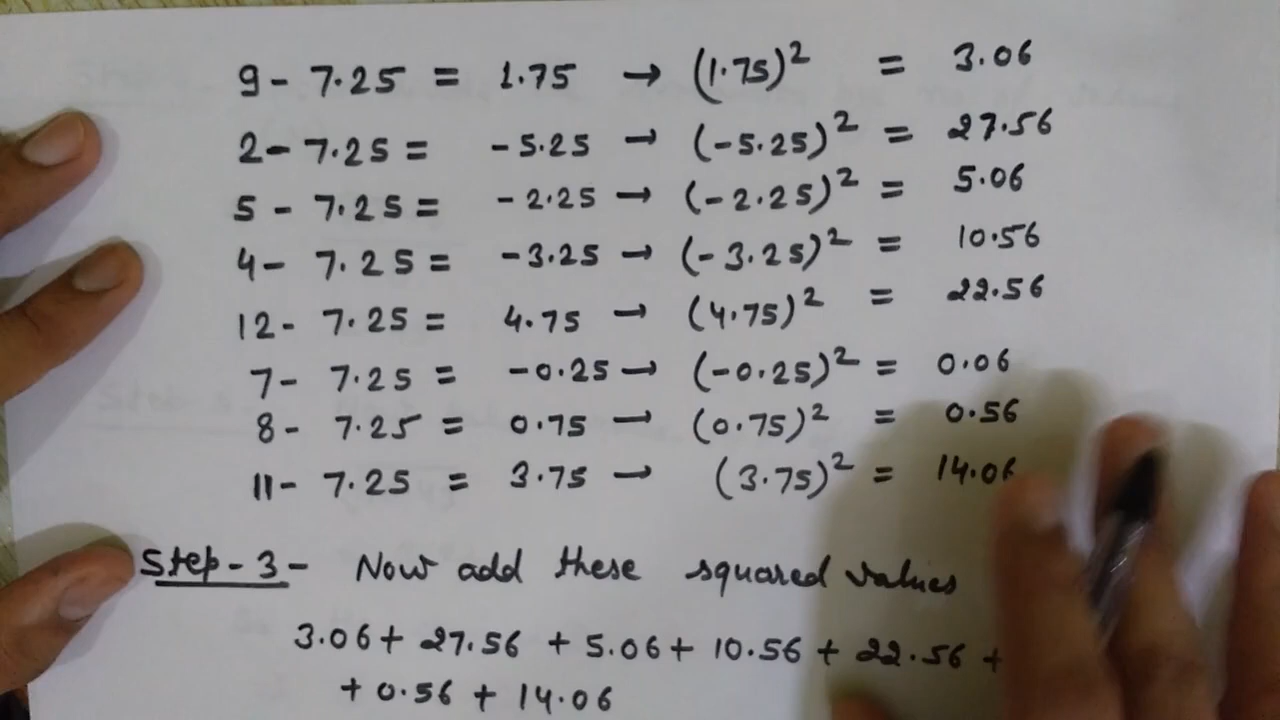 9 - 7.25 = 1.75 → (1.75)² = 3.06
2 - 7.25 = -5.25 → (-5.25)² = 27.56
5 - 7.25 = -2.25 → (-2.25)² = 5.06
4 - 7.25 = -3.25 → (-3.25)² = 10.56
12 - 7.25 = 4.75 → (4.75)² = 22.56
7 - 7.25 = -0.25 → (-0.25)² = 0.06
8 - 7.25 = 0.75 → (0.75)² = 0.56
11 - 7.25 = 3.75 → (3.75)² = 14.06
Step-3 - Now add these squared values
3.06 + 27.56 + 5.06 + 10.56 + 22.56 +
+ 0.56 + 14.06